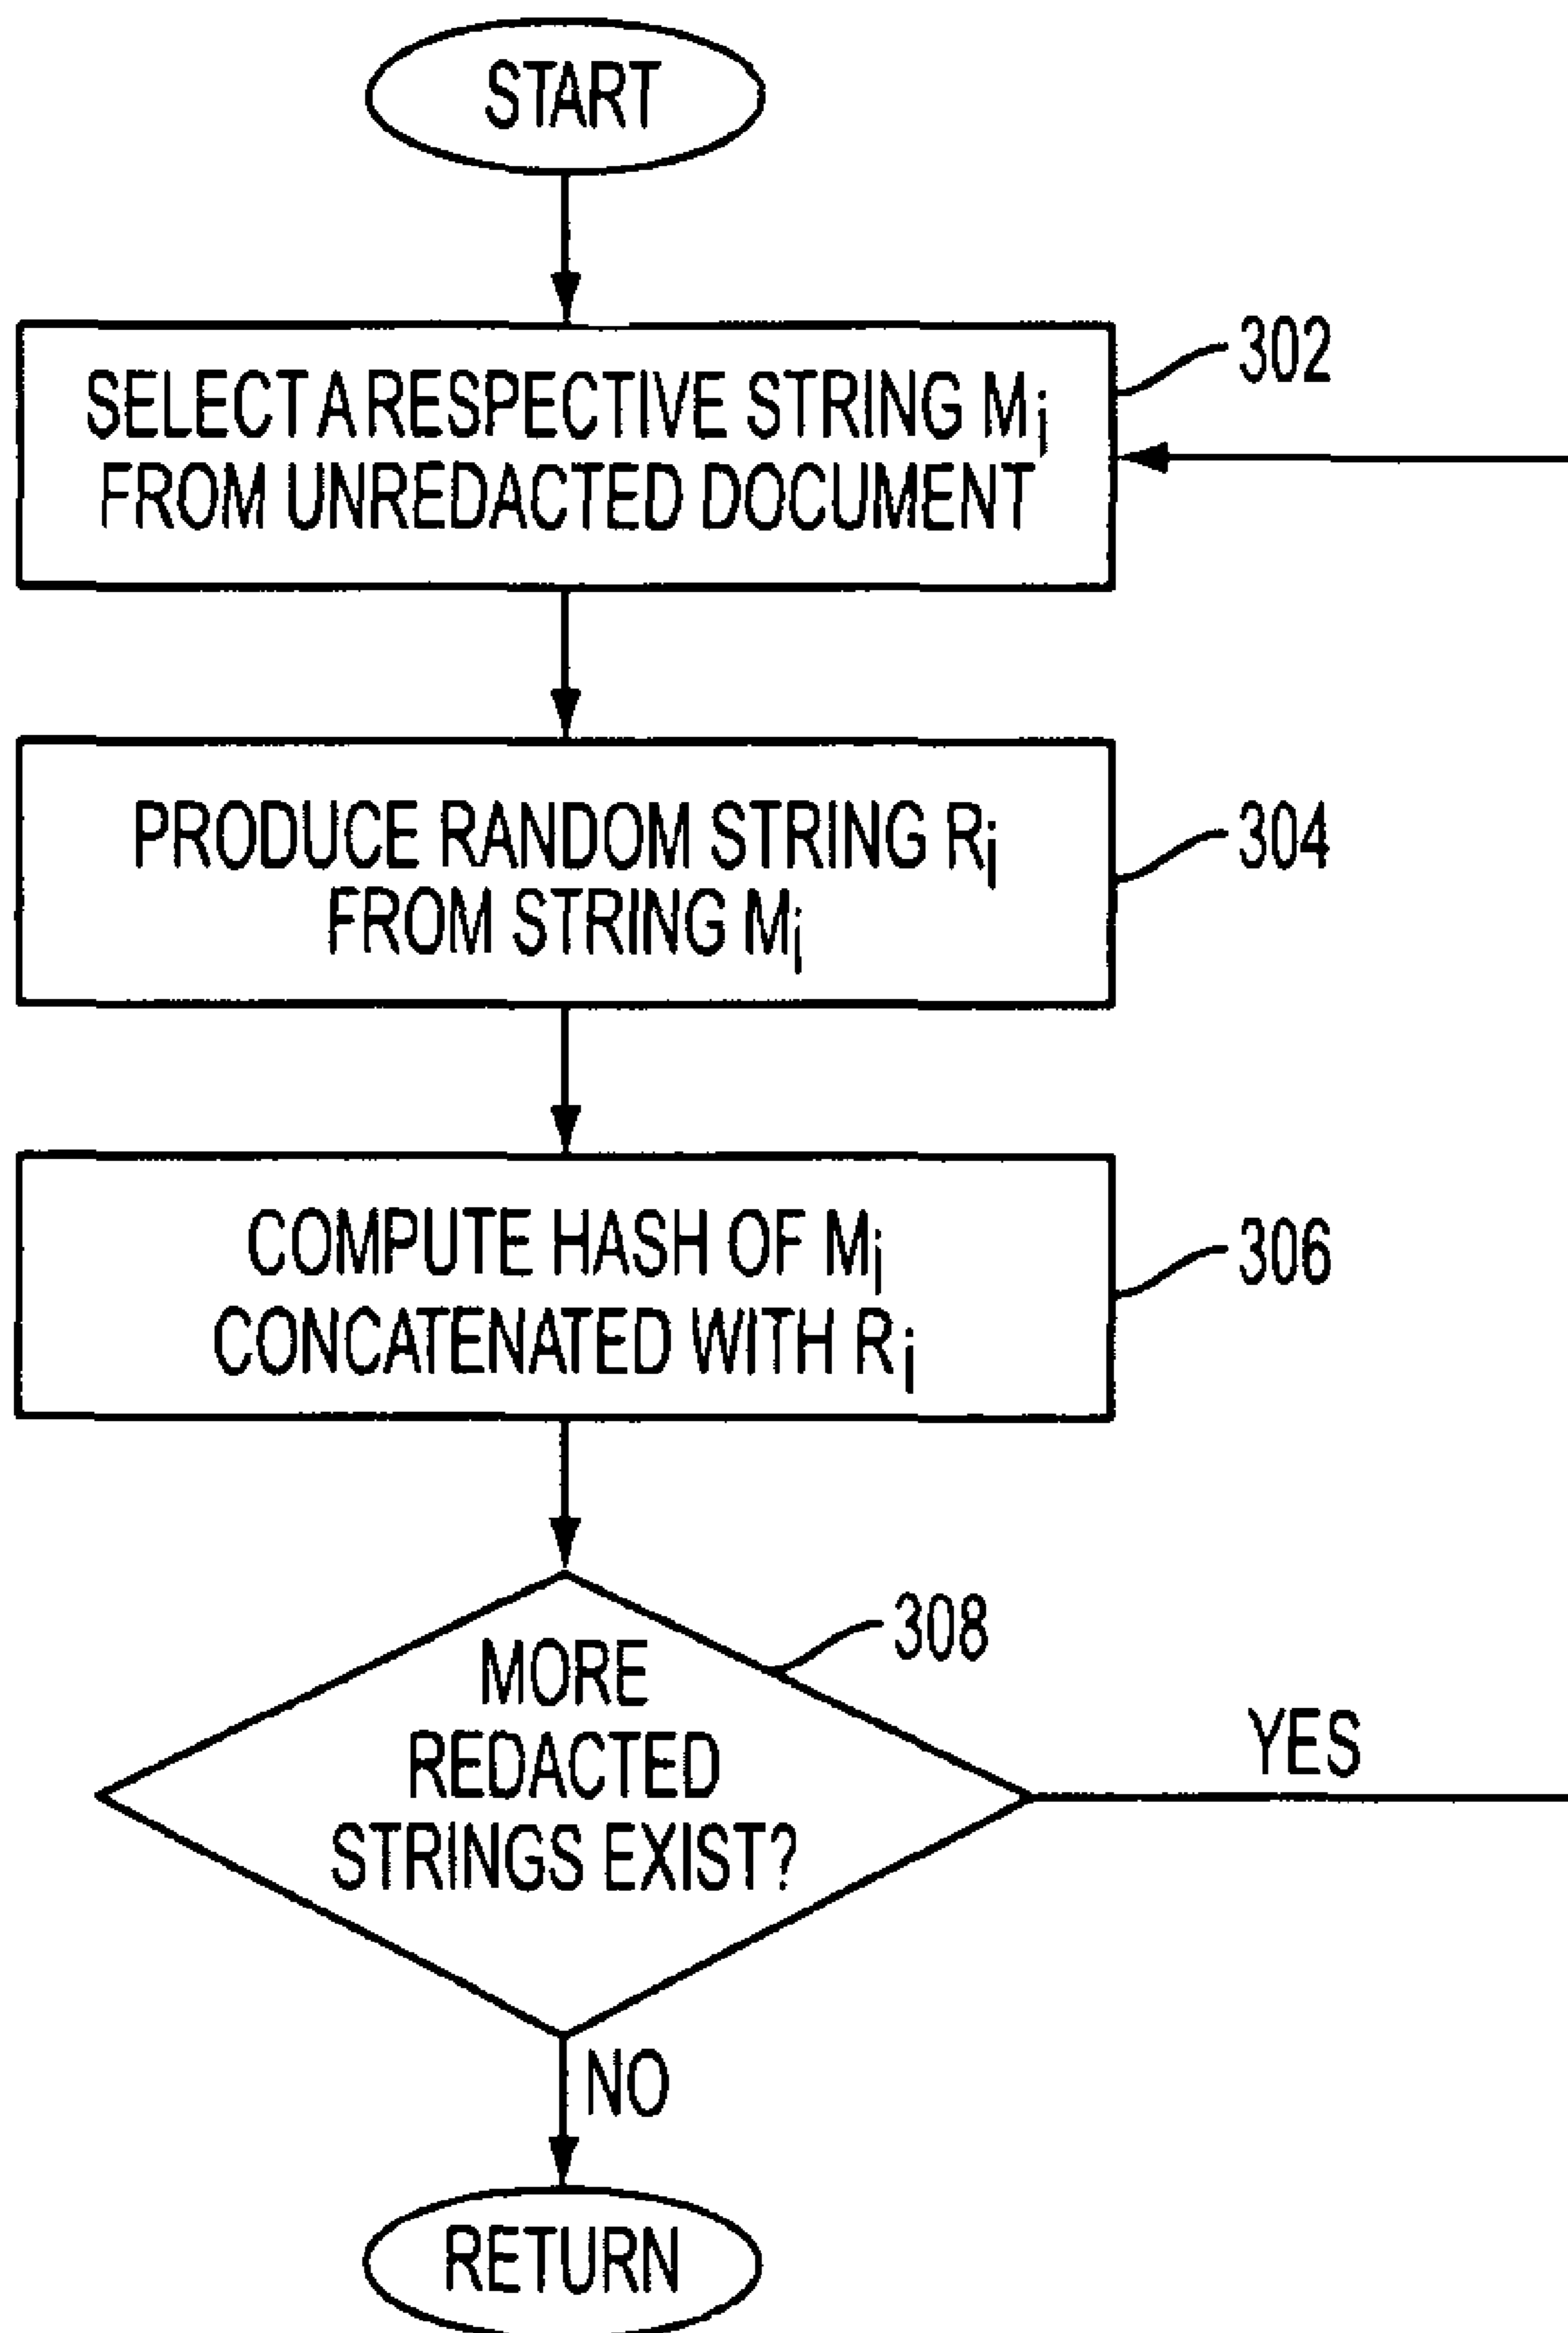 START
SELECT A RESPECTIVE STRING Mi
FROM UNREDACTED DOCUMENT
302
PRODUCE RANDOM STRING Ri
FROM STRING Mi
304
COMPUTE HASH OF Mi
CONCATENATED WITH Ri
306
MORE
REDACTED
STRINGS EXIST?
308
YES
NO
RETURN